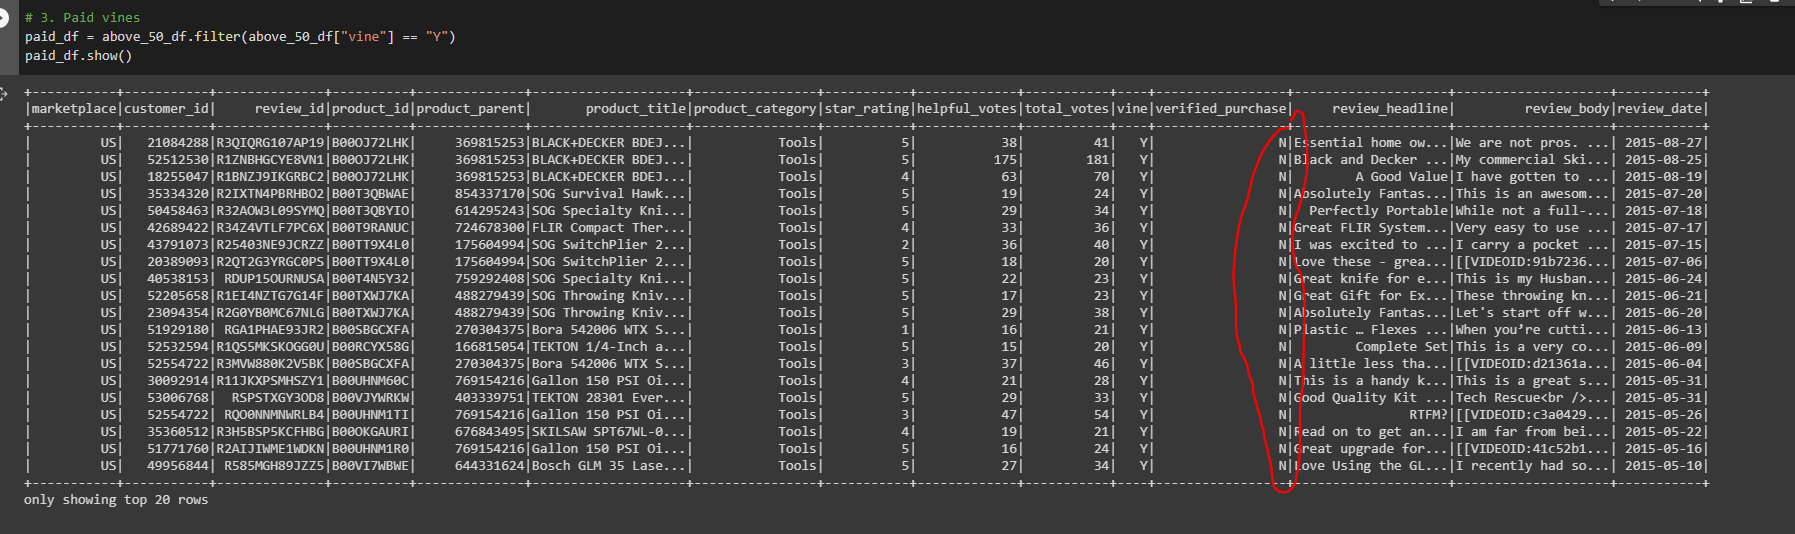 # 3. Paid vines
paid_df = above_50_df.filter(above_50_df["vine"] == "Y")
paid_df.show()
+-----------+-----------+--------------+----------+--------------+--------------------+----------------+-----------+-------------+-----------+----+-----------------+--------------------+--------------------+-----------+
|marketplace|customer_id|     review_id|product_id|product_parent|       product_title|product_category|star_rating|helpful_votes|total_votes|vine|verified_purchase|     review_headline|         review_body|review_date|
+-----------+-----------+--------------+----------+--------------+--------------------+----------------+-----------+-------------+-----------+----+-----------------+--------------------+--------------------+-----------+
|         US|   21084288|R3QIQRG107AP19|B00OJ72LHK|     369815253|BLACK+DECKER BDEJ...|           Tools|          5|           38|         41|   Y|                N|Essential home ow...|We are not pros. ...| 2015-08-27|
|         US|   52512530|R1ZNBHGCYE8VN1|B00OJ72LHK|     369815253|BLACK+DECKER BDEJ...|           Tools|          5|          175|        181|   Y|                N|Black and Decker ...|My commercial Ski...| 2015-08-25|
|         US|   18255047|R1BNZJ9IKGRBC2|B00OJ72LHK|     369815253|BLACK+DECKER BDEJ...|           Tools|          4|           63|         70|   Y|                N|        A Good Value|I have gotten to ...| 2015-08-19|
|         US|   35334320|R2IXTN4PBRHBO2|B00T3QBWAE|     854337170|SOG Survival Hawk...|           Tools|          5|           19|         24|   Y|                N|Absolutely Fantas...|This is an awesom...| 2015-07-20|
|         US|   50458463|R32AOW3L09SYMQ|B00T3QBYIO|     614295243|SOG Specialty Kni...|           Tools|          5|           29|         34|   Y|                N|  Perfectly Portable|While not a full-...| 2015-07-18|
|         US|   42689422|R34Z4VTLF7PC6X|B00T9RANUC|     724678300|FLIR Compact Ther...|           Tools|          4|           33|         36|   Y|                N|Great FLIR System...|Very easy to use ...| 2015-07-17|
|         US|   43791073|R25403NE9JCRZZ|B00TT9X4L0|     175604994|SOG SwitchPlier 2...|           Tools|          2|           36|         40|   Y|                N|I was excited to ...|I carry a pocket ...| 2015-07-15|
|         US|   20389093|R2QT2G3YRGC0PS|B00TT9X4L0|     175604994|SOG SwitchPlier 2...|           Tools|          5|           18|         20|   Y|                N|Love these - grea...|[[VIDEOID:91b7236...| 2015-07-06|
|         US|   40538153| RDUP15OURNUSA|B00T4N5Y32|     759292408|SOG Specialty Kni...|           Tools|          5|           22|         23|   Y|                N|Great knife for e...|This is my Husban...| 2015-06-24|
|         US|   52205658|R1EI4NZTG7G14F|B00TXWJ7KA|     488279439|SOG Throwing Kniv...|           Tools|          5|           17|         23|   Y|                N|Great Gift for Ex...|These throwing kn...| 2015-06-21|
|         US|   23094354|R2G0YB0MC67NLG|B00TXWJ7KA|     488279439|SOG Throwing Kniv...|           Tools|          5|           29|         38|   Y|                N|Absolutely Fantas...|Let's start off w...| 2015-06-20|
|         US|   51929180| RGA1PHAE93JR2|B00SBGCXFA|     270304375|Bora 542006 WTX S...|           Tools|          1|           16|         21|   Y|                N|Plastic … Flexes ...|When you’re cutti...| 2015-06-13|
|         US|   52532594|R1QS5MKSKOGG0U|B00RCYX58G|     166815054|TEKTON 1/4-Inch a...|           Tools|          5|           15|         20|   Y|                N|        Complete Set|This is a very co...| 2015-06-09|
|         US|   52554722|R3MVW880K2V5BK|B00SBGCXFA|     270304375|Bora 542006 WTX S...|           Tools|          3|           37|         46|   Y|                N|A little less tha...|[[VIDEOID:d21361a...| 2015-06-04|
|         US|   30092914|R11JKXPSMHSZY1|B00UHNM60C|     769154216|Gallon 150 PSI Oi...|           Tools|          4|           21|         28|   Y|                N|This is a handy k...|This is a great s...| 2015-05-31|
|         US|   53006768| RSPSTXGY3OD8|B00VJYWRKW|     403339751|TEKTON 28301 Ever...|           Tools|          5|           29|         33|   Y|                N|Good Quality Kit ...|Tech Rescue<br />...| 2015-05-31|
|         US|   52554722|RQO0NNMNWRLB4|B00UHNM1TI|     769154216|Gallon 150 PSI Oi...|           Tools|          3|           47|         54|   Y|                N|               RTFM?|[[VIDEOID:c3a0429...| 2015-05-26|
|         US|   35360512|R3H5BSP5KCFHBG|B00OKGAURI|     676843495|SKILSAW SPT67WL-0...|           Tools|          4|           19|         21|   Y|                N|Read on to get an...|I am far from bei...| 2015-05-22|
|         US|   51771760|R2AIJIWME1WDKN|B00UHNM1R0|     769154216|Gallon 150 PSI Oi...|           Tools|          5|           16|         24|   Y|                N|Great upgrade for...|[[VIDEOID:41c52b1...| 2015-05-16|
|         US|   49956844| R585MGH89JZZ5|B00VI7WBWE|     644331624|Bosch GLM 35 Lase...|           Tools|          5|           27|         34|   Y|                N|Love Using the GL...|I recently had so...| 2015-05-10|
+-----------+-----------+--------------+----------+--------------+--------------------+----------------+-----------+-------------+-----------+----+-----------------+--------------------+--------------------+-----------+
only showing top 20 rows